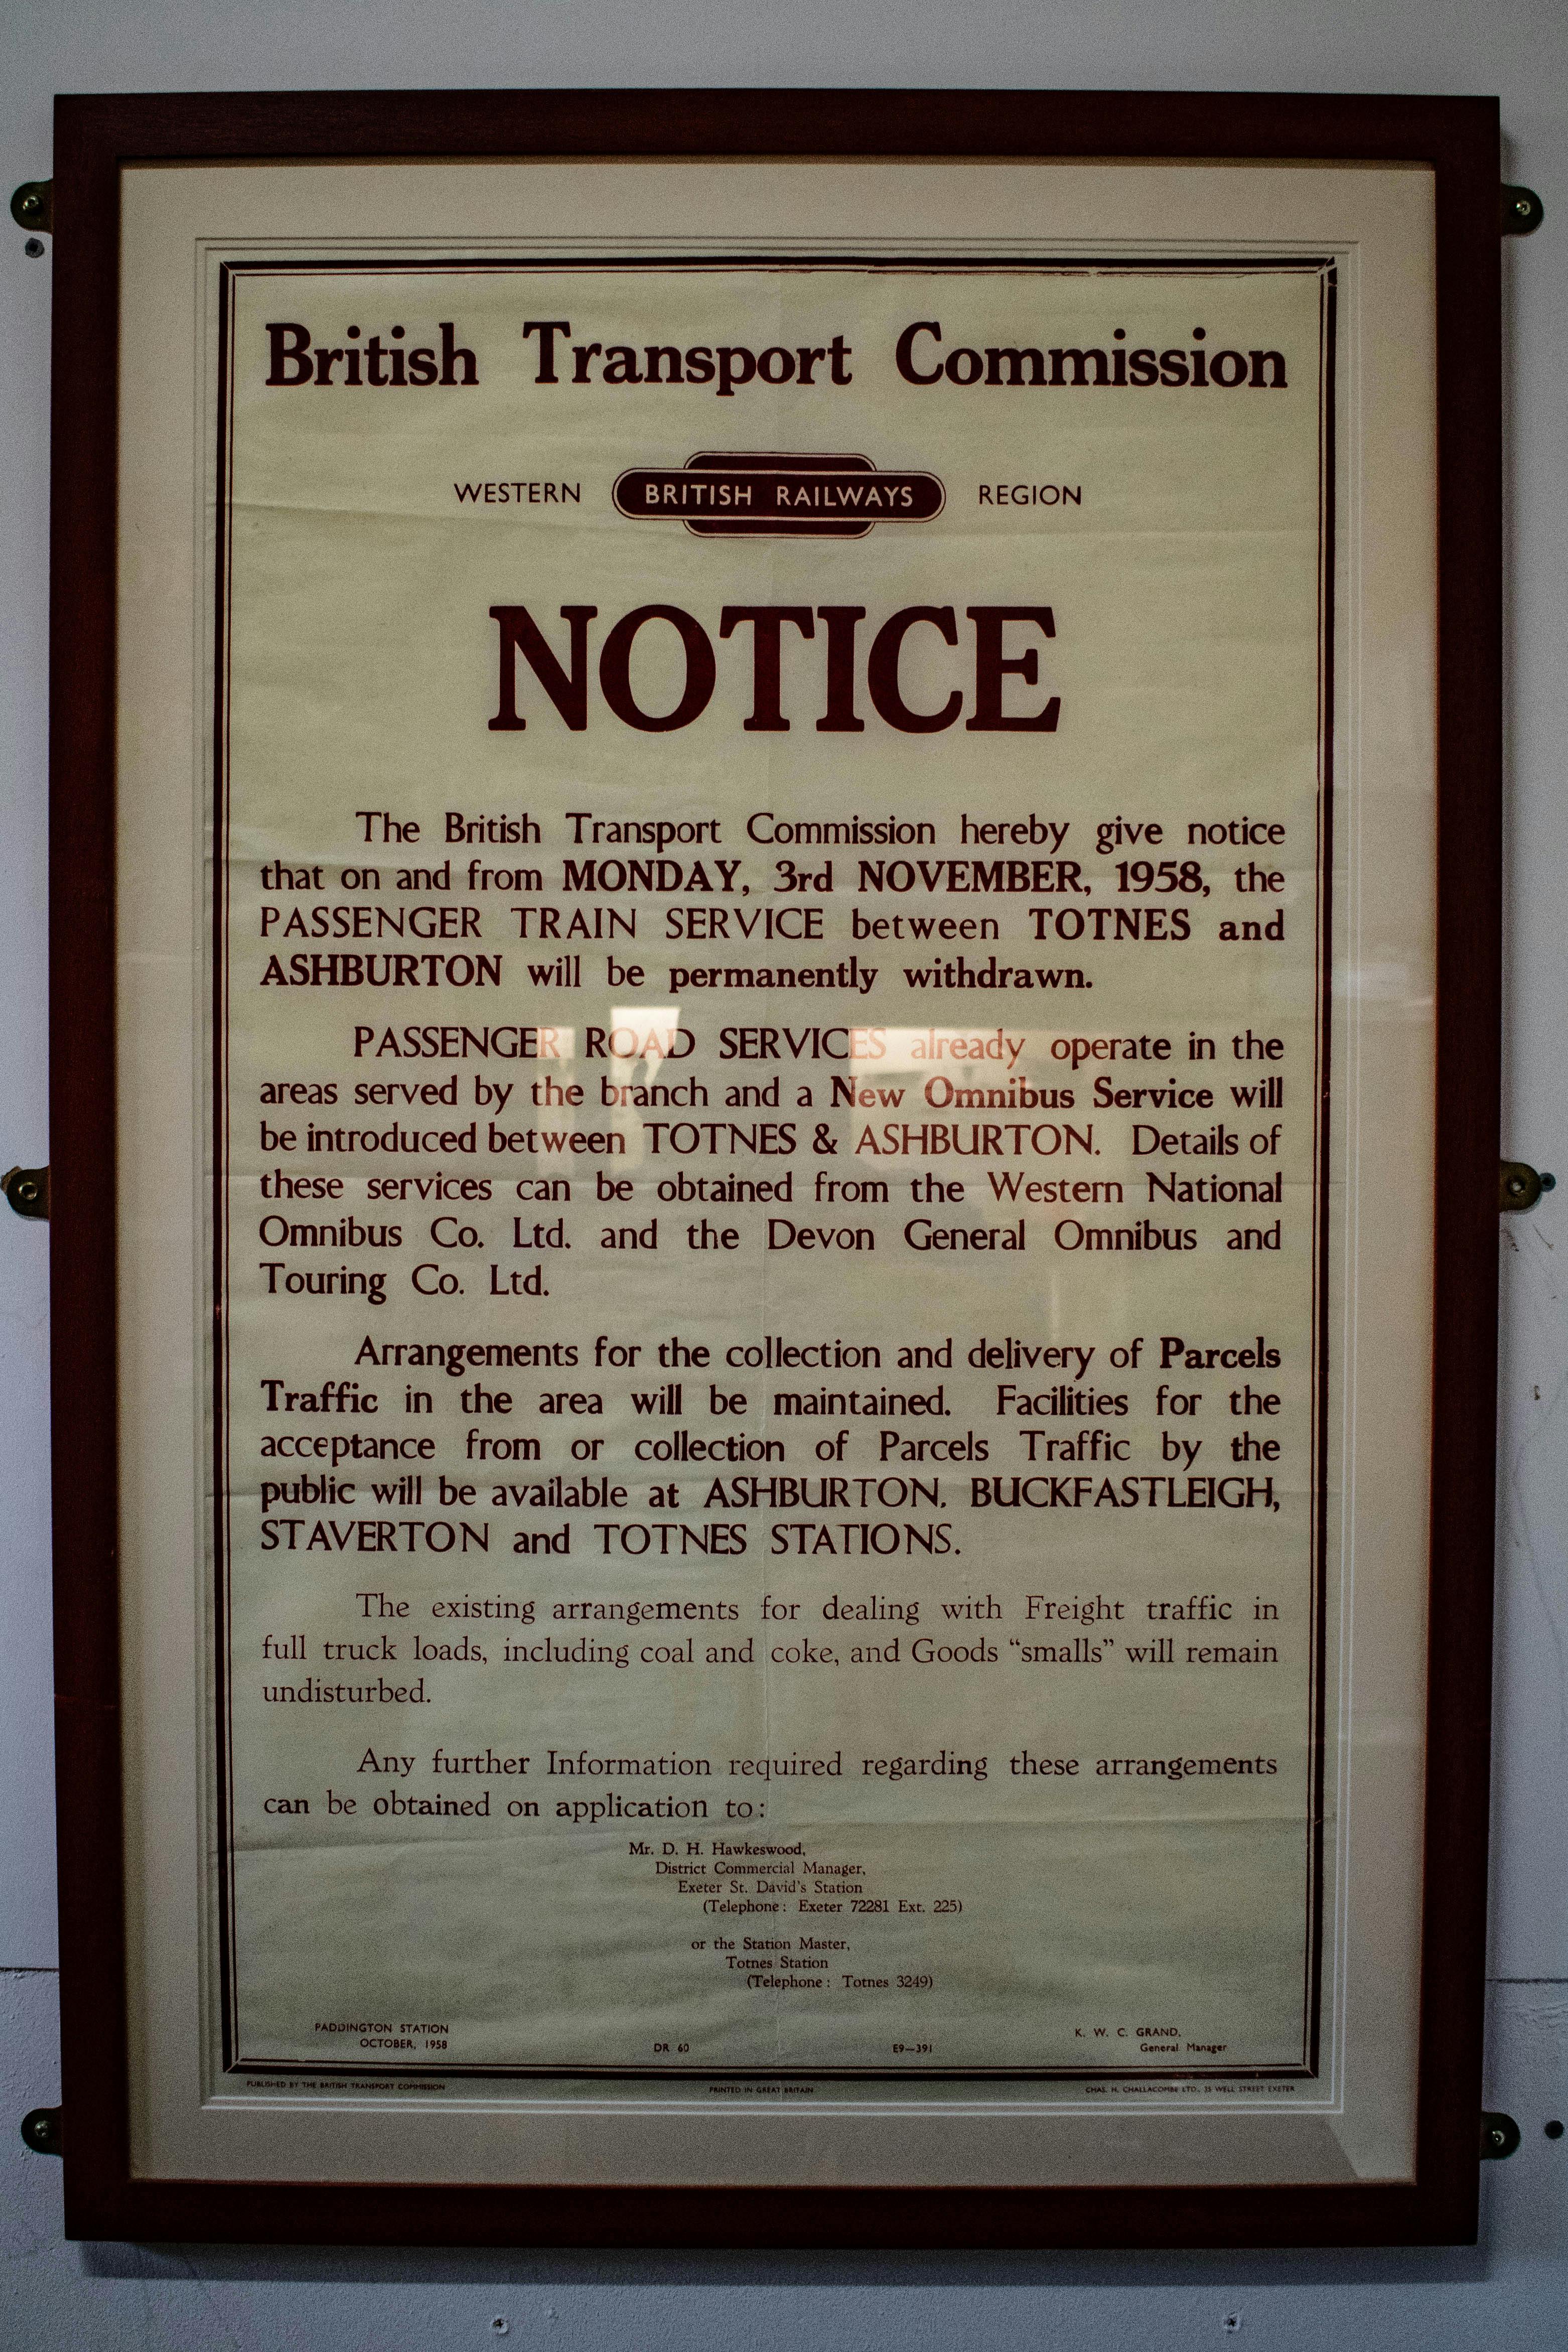 British Transport Commission
WESTERN BRITISH RAILWAYS REGION
NOTICE
The British Transport Commission hereby give notice
that on and from MONDAY, 3rd NOVEMBER, 1958, the
PASSENGER TRAIN SERVICE between TOTNES and
ASHBURTON will be permanently withdrawn.
PASSENGER ROAD SERVICES already operate in the
areas served by the branch and a New Omnibus Service will
be introduced between TOTNES & ASHBURTON. Details of
these services can be obtained from the Western National
Omnibus Co. Ltd. and the Devon General Omnibus and
Touring Co. Ltd.
Arrangements for the collection and delivery of Parcels
Traffic in the area will be maintained. Facilities for the
acceptance from or collection of Parcels Traffic by the
public will be available at ASHBURTON. BUCKFASTLEIGH,
STAVERTON and TOTNES STATIONS.
The existing arrangements for dealing with Freight traffic in
full truck loads, including coal and coke, and Goods “smalls” will remain
undisturbed.
Any further Information required regarding these arrangements
can be obtained on application to:
Mr. D. H. Hawkeswood,
District Commercial Manager,
Exeter St. David's Station
(Telephone: Exeter 72281 Ext. 225)
or the Station Master,
Totnes Station
(Telephone: Totnes 3249)
PADDINGTON STATION
OCTOBER, 1958
DR 60
E9—391
K. W. C. GRAND,
General Manager
PUBLISHED BY THE BRITISH TRANSPORT COMMISSION
PRINTED IN GREAT BRITAIN
CHAS. H. CHALLACOMBE LTD., 35 WELL STREET EXETER